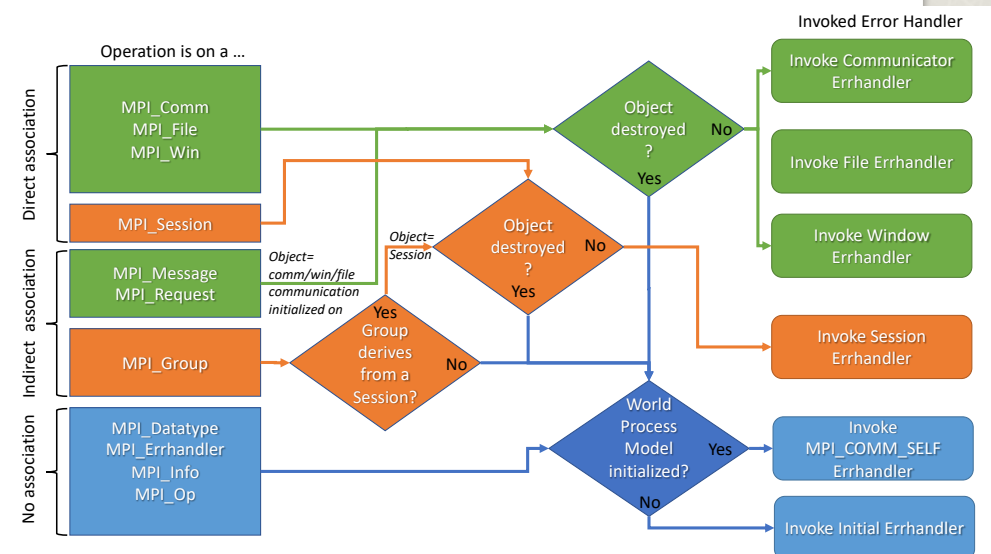 Invoked Error Handler
Operation is on a ...
Direct association
MPI_Comm
MPI_File
MPI_Win
MPI_Session
Object
destroyed
?
No
Yes
Invoke Communicator
Errhandler
Invoke File Errhandler
Invoke Window
Errhandler
Indirect association
MPI_Message
MPI_Request
Object=
comm/win/file
communication
initialized on
Object=
Session
Object
destroyed
?
No
Yes
MPI_Group
Yes
Group
derives
from a
Session?
No
Invoke Session
Errhandler
No association
MPI_Datatype
MPI_Errhandler
MPI_Info
MPI_Op
World
Process
Model
initialized?
Yes
No
Invoke
MPI_COMM_SELF
Errhandler
Invoke Initial Errhandler